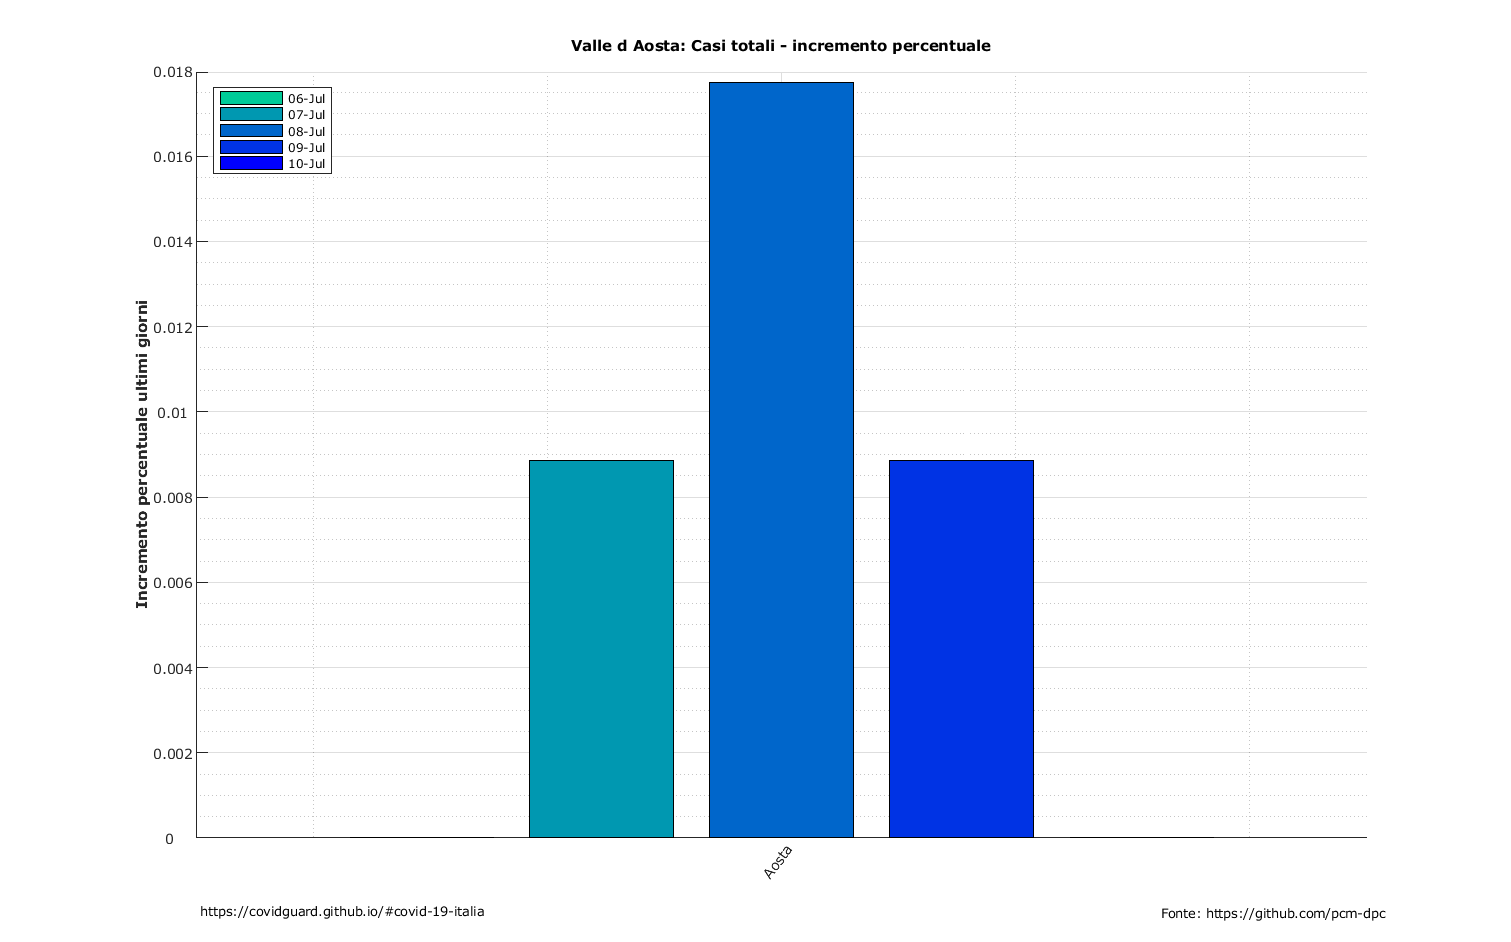 Valle d Aosta: Casi totali - incremento percentuale
0.018
0.016
0.014
0.012
0.01
0.008
0.006
0.004
0.002
0
Incremento percentuale ultimi giorni
06-Jul
07-Jul
08-Jul
09-Jul
10-Jul
Aosta
https://covidguard.github.io/#covid-19-italia
Fonte: https://github.com/pcm-dpc